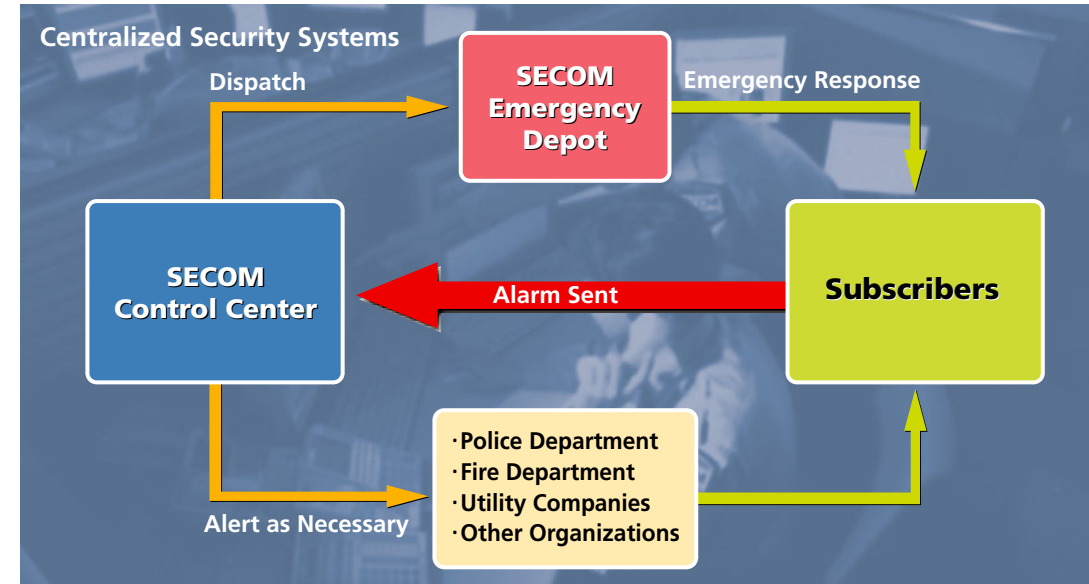 Centralized Security Systems
Dispatch
SECOM
Emergency
Depot
Emergency Response
SECOM
Control Center
Alarm Sent
Subscribers
·Police Department
·Fire Department
·Utility Companies
·Other Organizations
Alert as Necessary